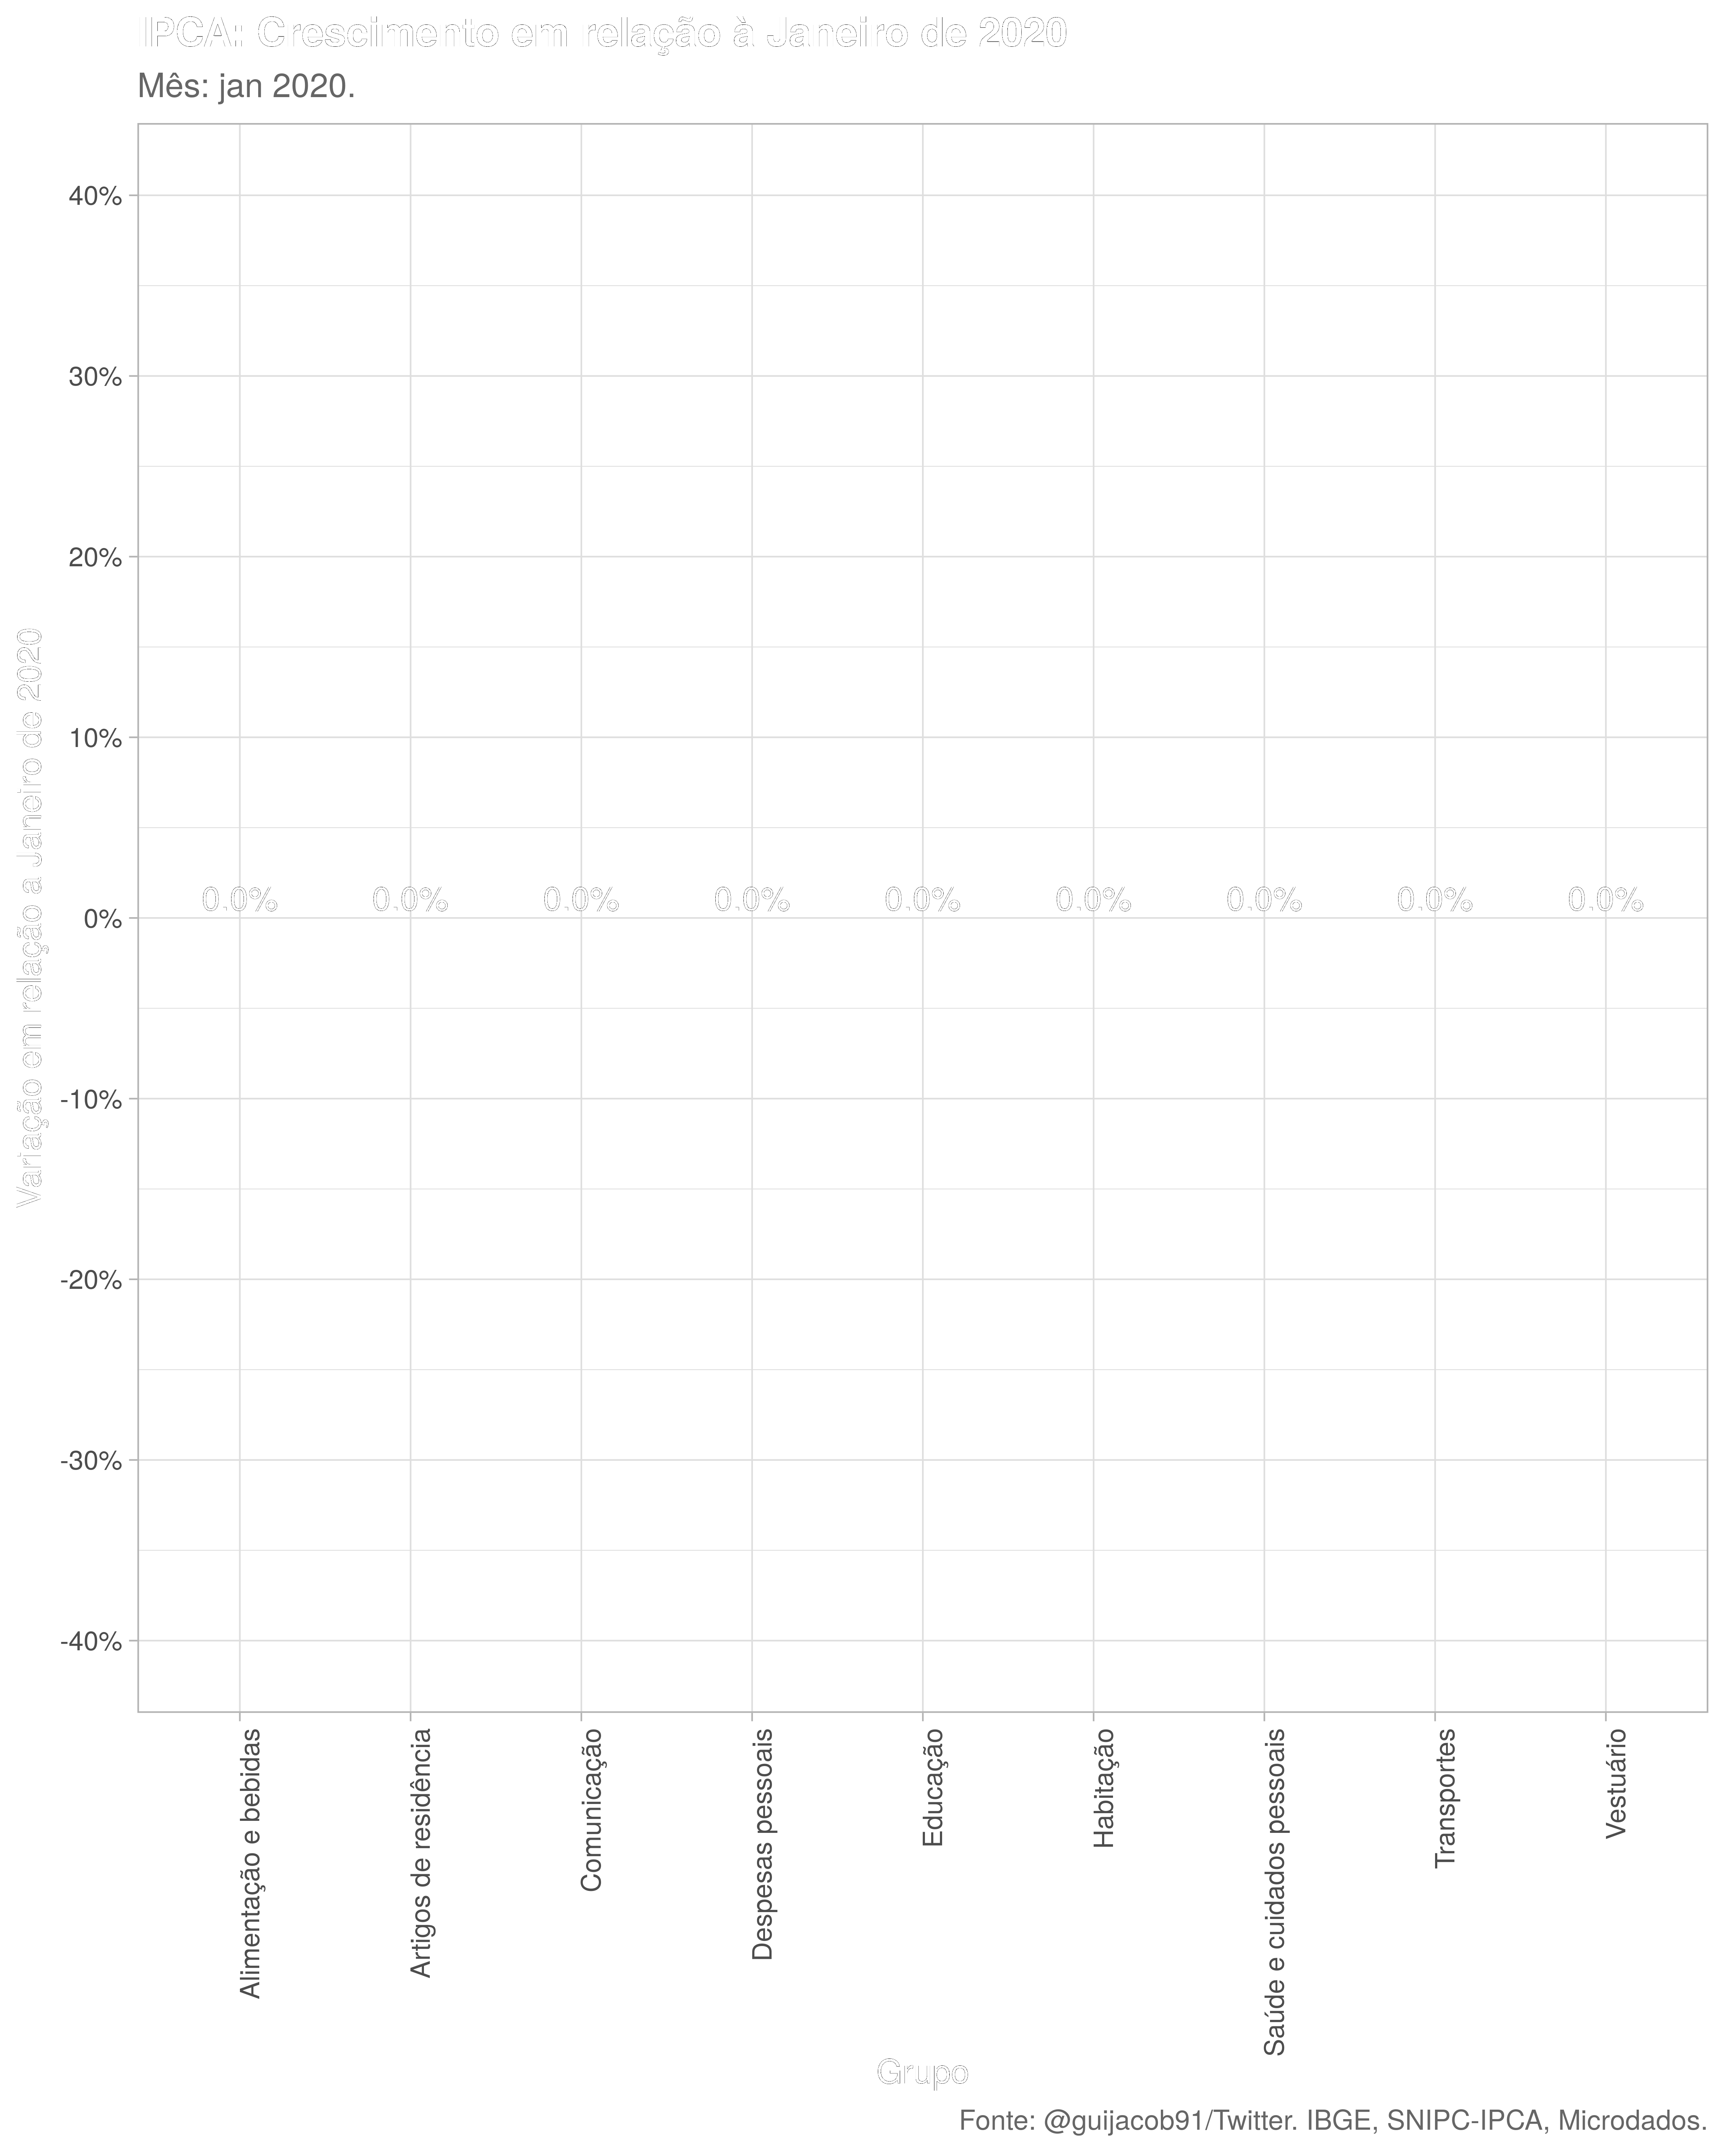 IPCA: Crescimento em relação à Janeiro de 2020
Mês: jan 2020.
Variação em relação a Janeiro de 2020
40%
30%
20%
10%
0%
-10%
-20%
-30%
-40%
0.0% 0.0% 0.0% 0.0% 0.0% 0.0% 0.0% 0.0% 0.0%
Alimentação e bebidas
Artigos de residência
Comunicação
Despesas pessoais
Educação
Habitação
Saúde e cuidados pessoais
Transportes
Vestuário
Grupo
Fonte: @guijacob91/Twitter. IBGE, SNIPC-IPCA, Microdados.